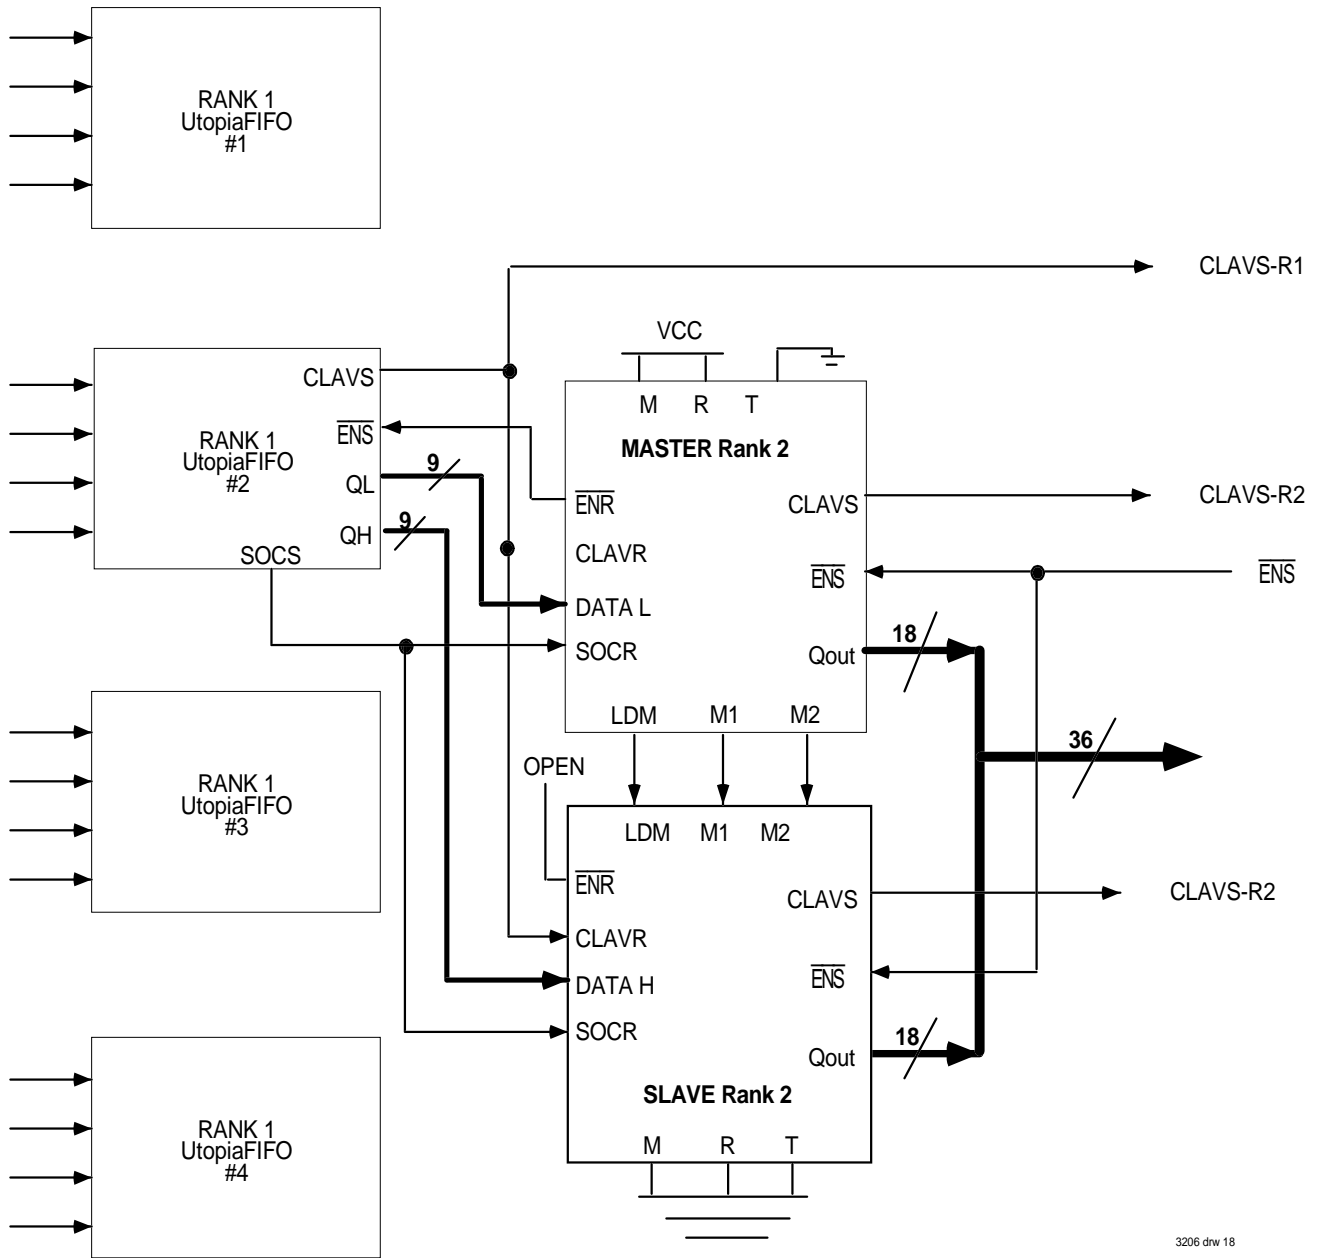 RANK 1
UtopiaFIFO
#1
CLAVS-R1
VCC
CLAVS
M R T
RANK 1
UtopiaFIFO
#2
ENS
MASTER Rank 2
9
QL
ENR
CLAVS
CLAVS-R2
9
QH
SOCS
CLAVR
ENS
ENS
DATA L
SOCR
18
Qout
LDM M1 M2
36
OPEN
RANK 1
UtopiaFIFO
#3
LDM M1 M2
ENR
CLAVS
CLAVS-R2
CLAVR
ENS
DATA H
SOCR
18
Qout
SLAVE Rank 2
M R T
RANK 1
UtopiaFIFO
#4
3206 drw 18